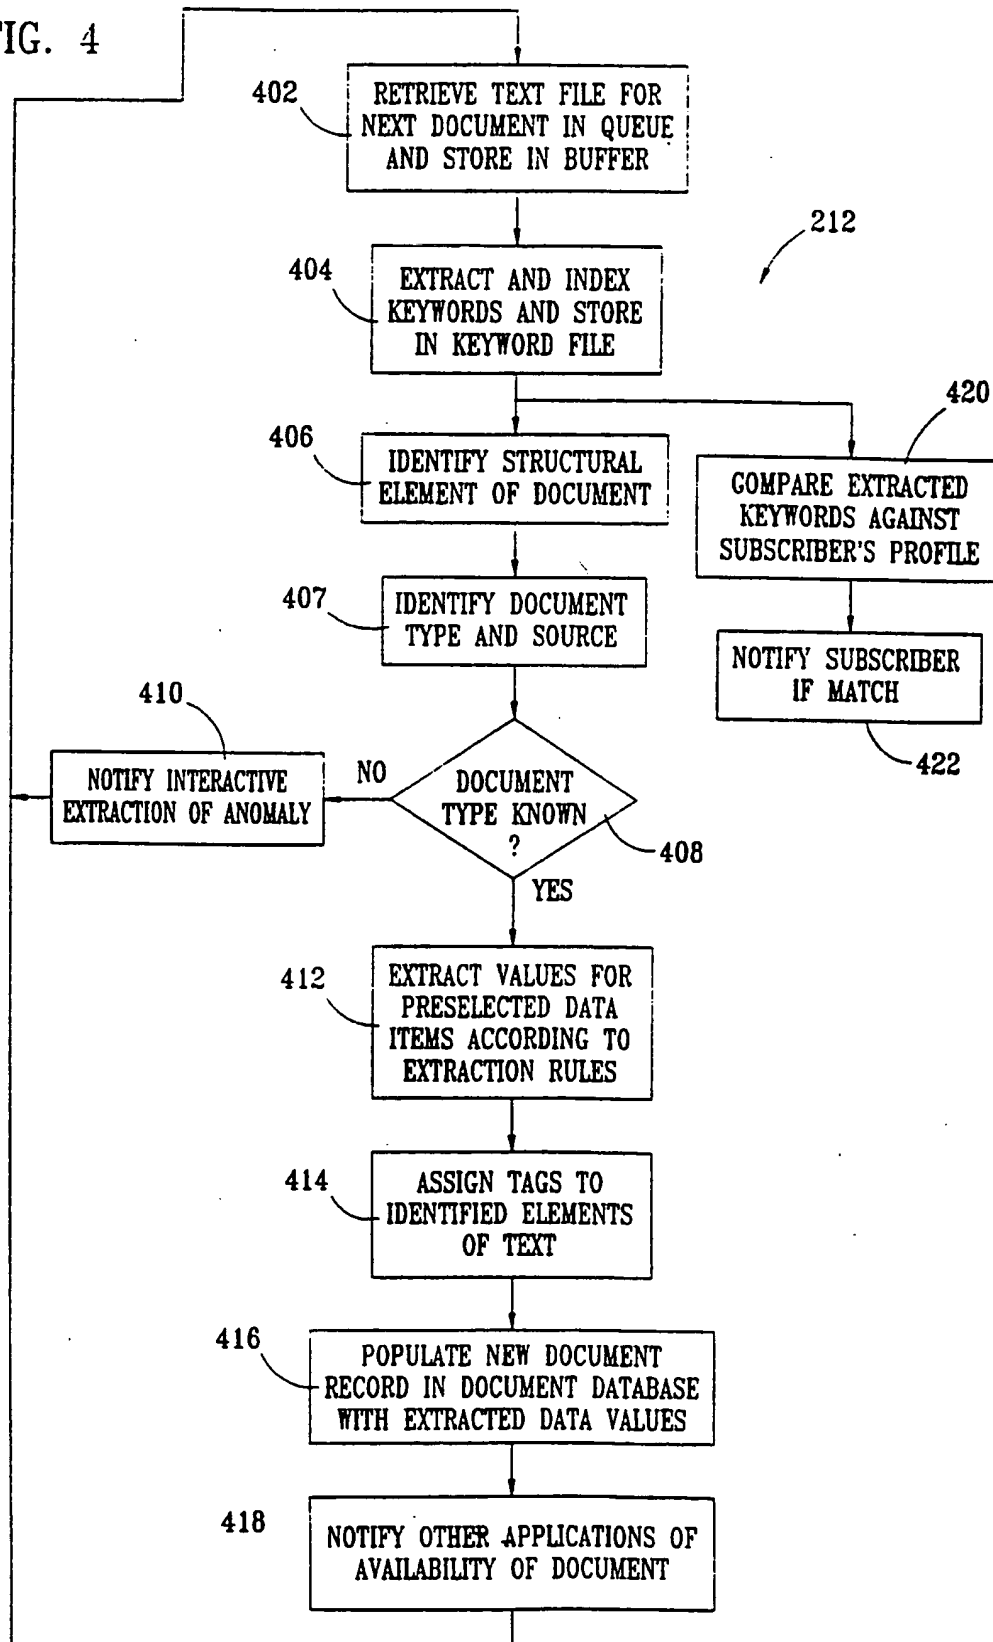 FIG. 4
402
RETRIEVE TEXT FILE FOR
NEXT DOCUMENT IN QUEUE
AND STORE IN BUFFER
212
404
EXTRACT AND INDEX
KEYWORDS AND STORE
IN KEYWORD FILE
420
406
IDENTIFY STRUCTURAL
ELEMENT OF DOCUMENT
COMPARE EXTRACTED
KEYWORDS AGAINST
SUBSCRIBER'S PROFILE
407
IDENTIFY DOCUMENT
TYPE AND SOURCE
NOTIFY SUBSCRIBER
IF MATCH
422
410
NOTIFY INTERACTIVE
EXTRACTION OF ANOMALY
NO
DOCUMENT
TYPE KNOWN
?
408
YES
412
EXTRACT VALUES FOR
PRESELECTED DATA
ITEMS ACCORDING TO
EXTRACTION RULES
414
ASSIGN TAGS TO
IDENTIFIED ELEMENTS
OF TEXT
416
POPULATE NEW DOCUMENT
RECORD IN DOCUMENT DATABASE
WITH EXTRACTED DATA VALUES
418
NOTIFY OTHER APPLICATIONS OF
AVAILABILITY OF DOCUMENT